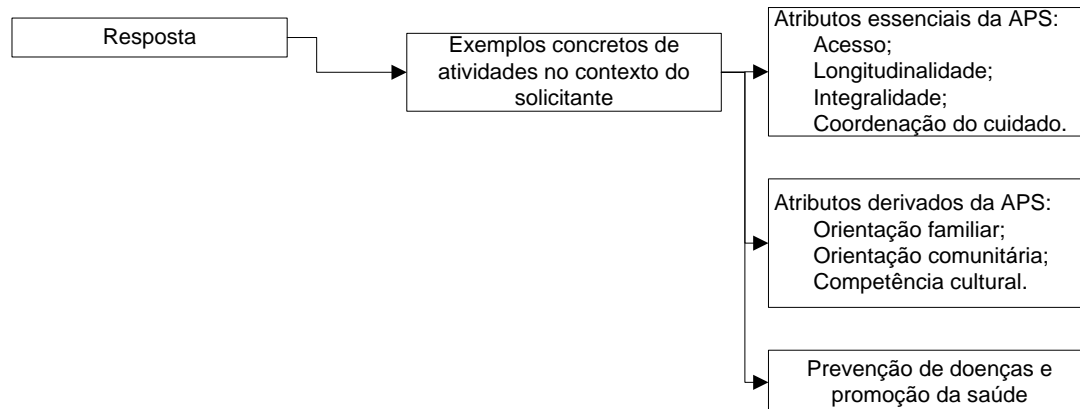 Resposta
Exemplos concretos de
atividades no contexto do
solicitante
Atributos essenciais da APS:
Acesso;
Longitudinalidade;
Integralidade;
Coordenação do cuidado.
Atributos derivados da APS:
Orientação familiar;
Orientação comunitária;
Competência cultural.
Prevenção de doenças e
promoção da saúde